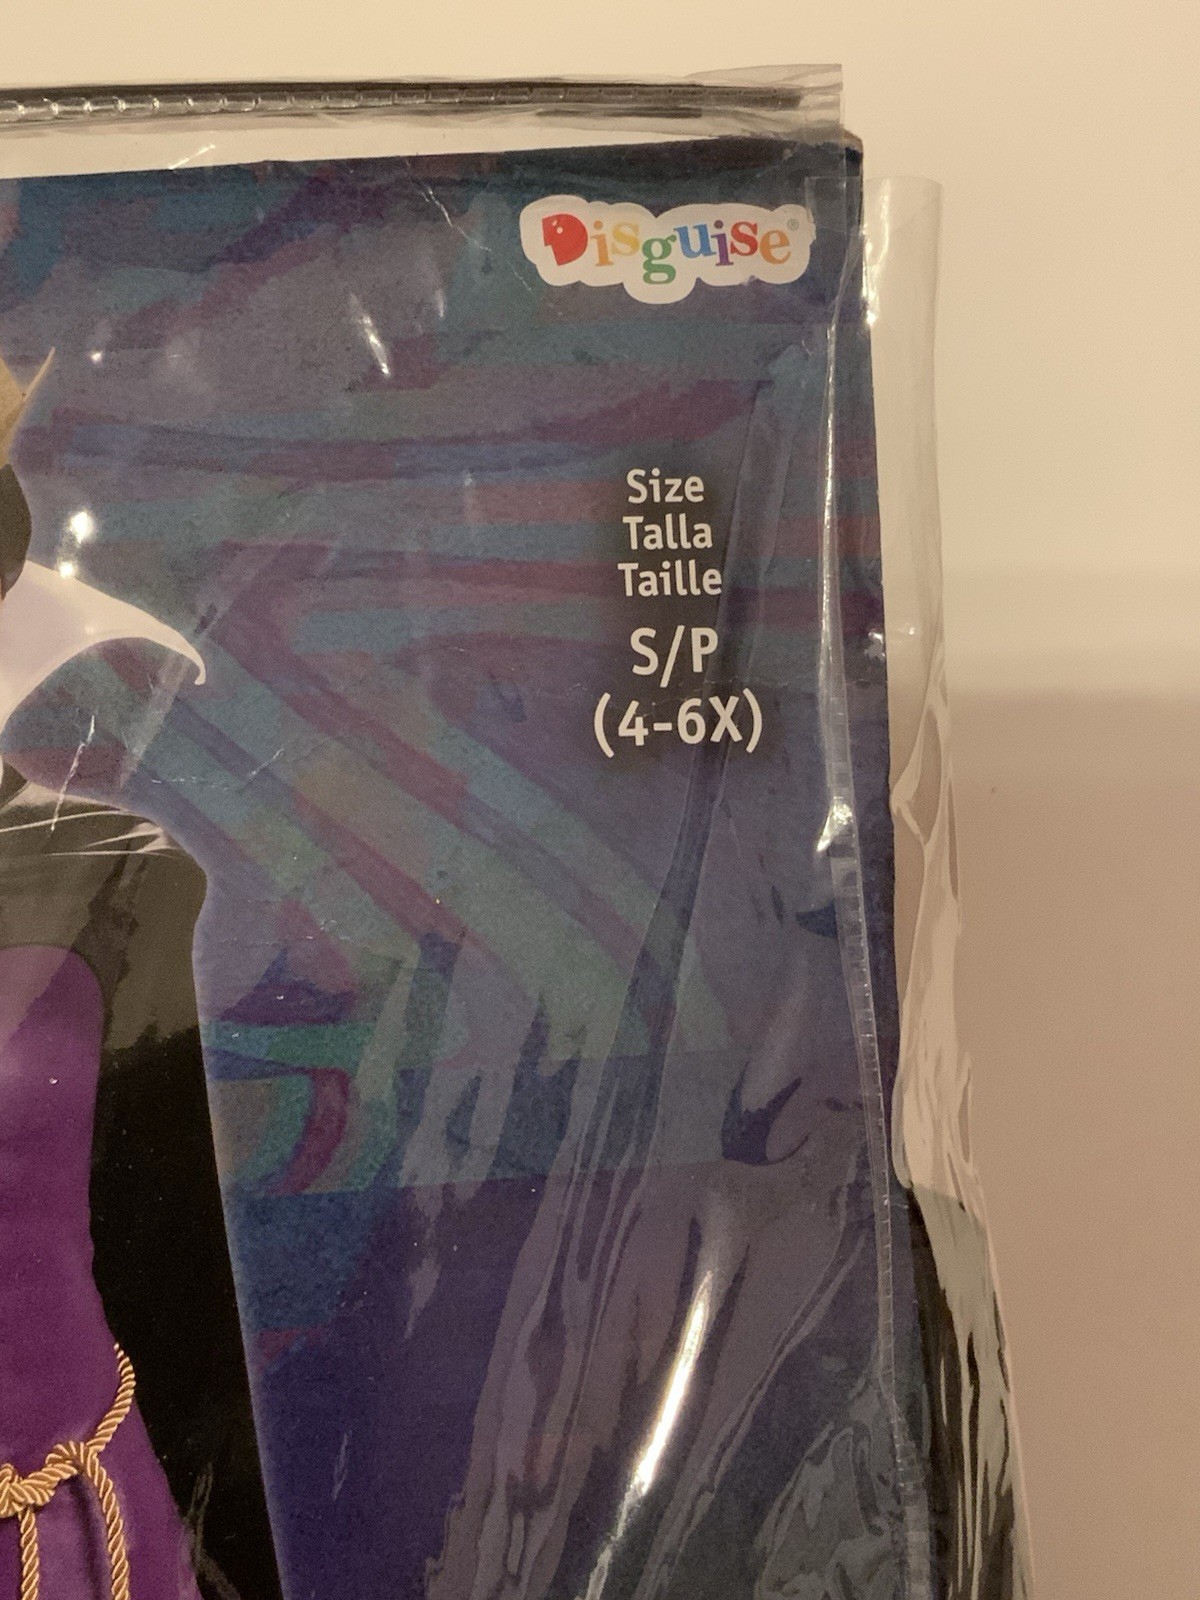 Disguise®
Size
Talla
Taille
S/P
(4-6X)